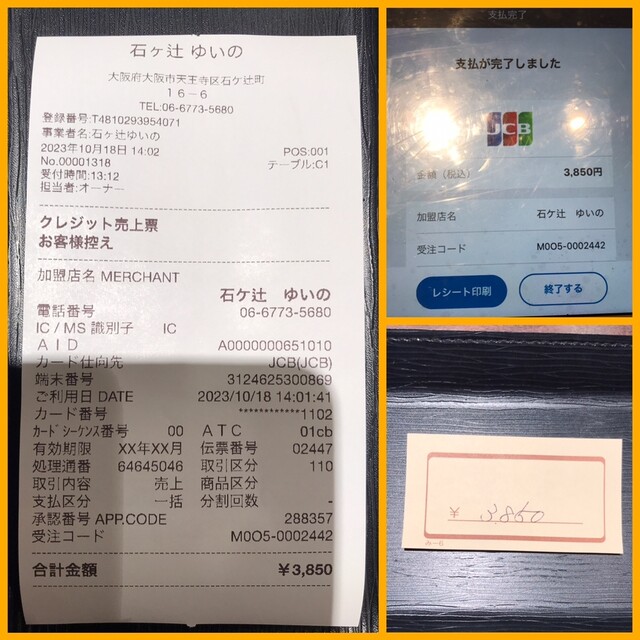 石ヶ辻 ゆいの
大阪府大阪市天王寺区石ケ辻町
16-6
TEL:06-6773-5680
登録番号:T4810293954071
事業者名:石ヶ辻ゆいの
2023年10月18日 14:02 POS:001
No.00001318 テーブル:C1
受付時間:13:12
担当者:オーナー
クレジット売上票
お客様控え
加盟店名 MERCHANT
石ケ辻 ゆいの
電話番号 06-6773-5680
IC/MS 識別子 IC
AID A0000000651010
カード仕向先 JCB(JCB)
端末番号 3124625300869
ご利用日 DATE 2023/10/18 14:01:41
カード番号 ************1102
カードシーケンス番号 00 ATC 01cb
有効期限 XX年XX月 伝票番号 02447
処理通番 64645046 取引区分 110
取引内容 売上 商品区分
支払区分 一括 分割回数 -
承認番号 APP.CODE 288357
受注コード M0O5-0002442
合計金額 ¥3,850
支払完了
支払が完了しました
JCB
金額（税込） 3,850円
加盟店名 石ケ辻 ゆいの
受注コード M0O5-0002442
レシート印刷 終了する
¥ 3,850